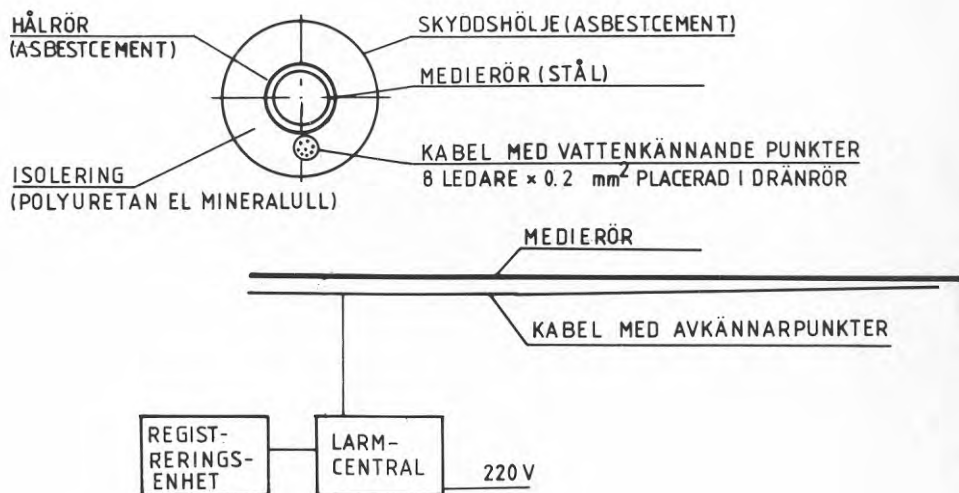 HÅLRÖR
(ASBESTCEMENT)
SKYDDSHÖLJE (ASBESTCEMENT)
MEDIERÖR (STÅL)
KABEL MED VATTENKÄNNANDE PUNKTER
8 LEDARE × 0.2 mm² PLACERAD I DRÄNRÖR
ISOLERING
(POLYURETAN EL MINERALULL)
MEDIERÖR
KABEL MED AVKÄNNARPUNKTER
REGIST-
RERINGS-
ENHET
LARM-
CENTRAL
220 V